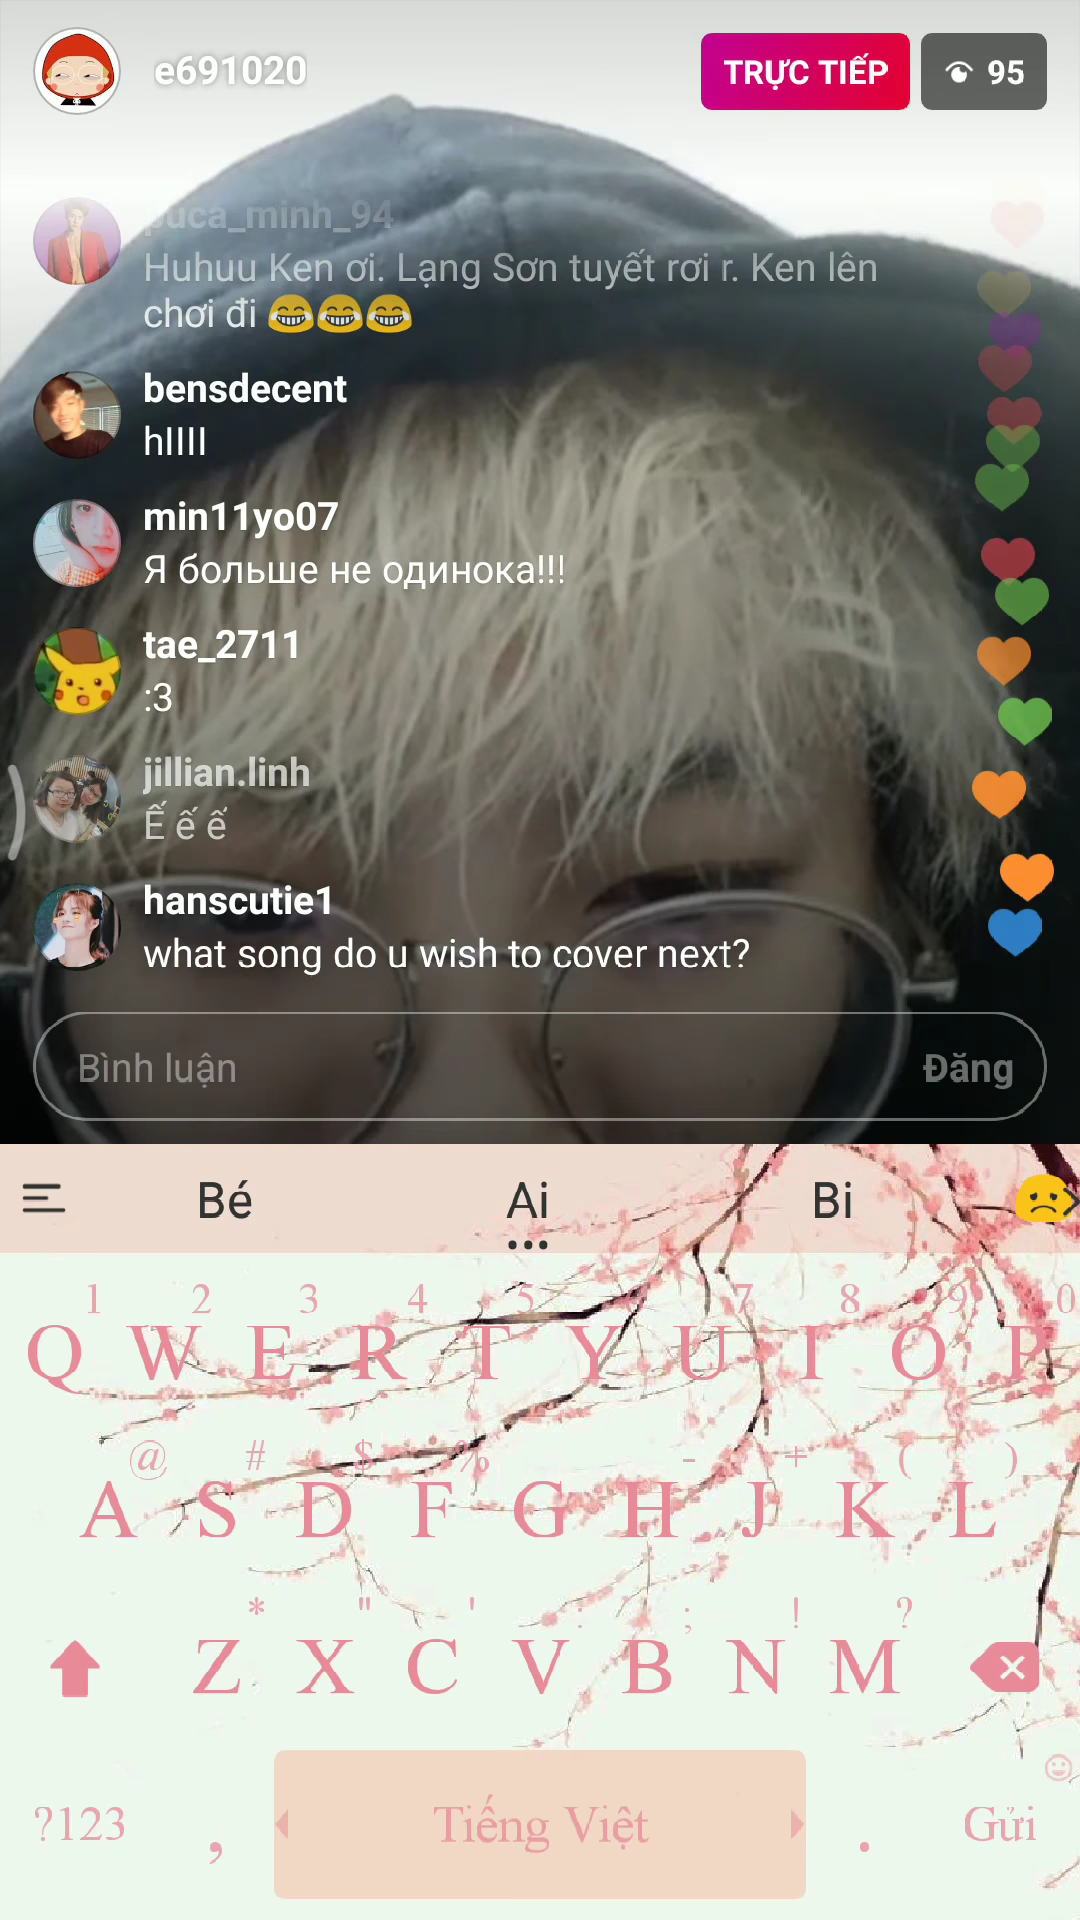 e691020
TRỰC TIẾP
95
puca_minh_94
Huhuu Ken ơi. Lạng Sơn tuyết rơi r. Ken lên
chơi đi 😂😂😂
bensdecent
hIIII
min11yo07
Я больше не одинока!!!
tae_2711
:3
jillian.linh
Ế ế ế
hanscutie1
what song do u wish to cover next?
Bình luận
Đăng
Bé Ai Bi
1 2 3 4 5 7 8 9 0
Q W E R T Y U I O P
@ # $ % - + ( )
A S D F G H J K L
* " ' : ; ! ?
Z X C V B N M
?123 , Tiếng Việt . Gửi